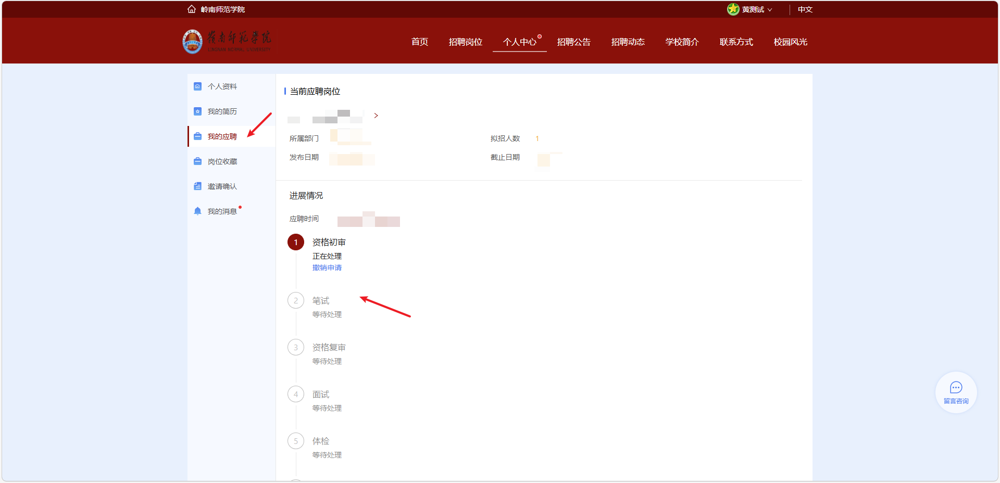 岭南师范学院
黄测试
中文
嶺南師範學院
LINGNAN NORMAL UNIVERSITY
首页
招聘岗位
个人中心
招聘公告
招聘动态
学校简介
联系方式
校园风光
个人资料
我的简历
我的应聘
岗位收藏
邀请确认
我的消息
当前应聘岗位
所属部门
拟招人数 1
发布日期
截止日期
进展情况
应聘时间
1 资格初审
正在处理
撤销申请
2 笔试
等待处理
3 资格复审
等待处理
4 面试
等待处理
5 体检
等待处理
留言咨询